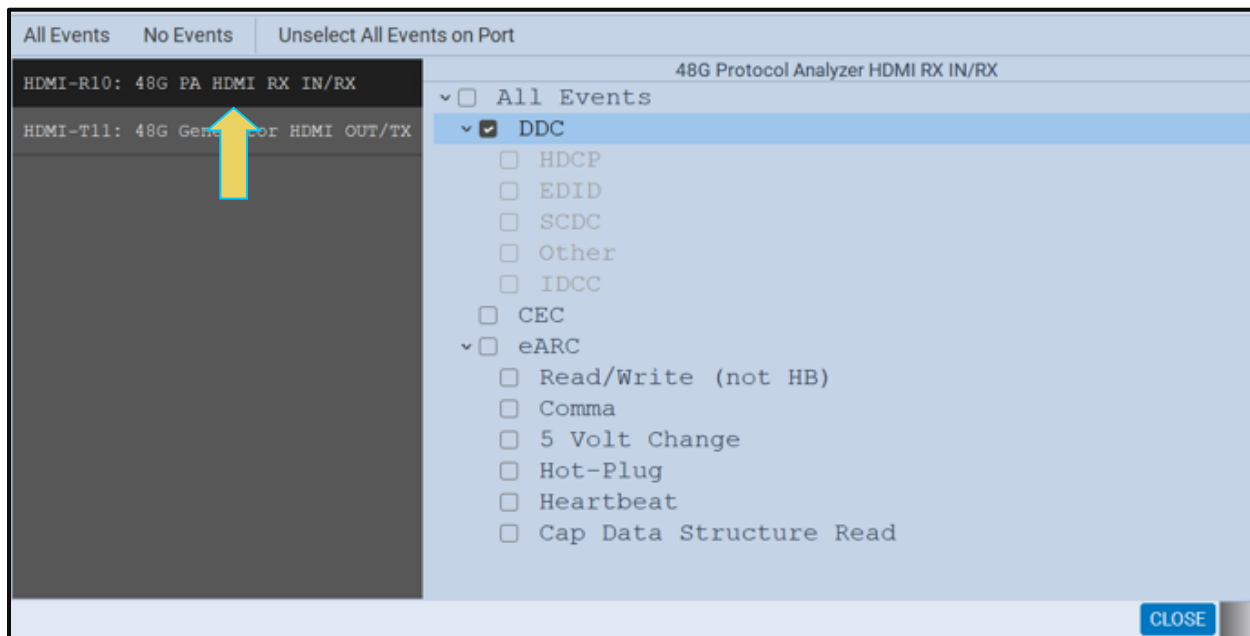 All Events No Events Unselect All Events on Port
48G Protocol Analyzer HDMI RX IN/RX
HDMI-R10: 48G PA HDMI RX IN/RX
HDMI-T11: 48G HDMI OUT/TX
All Events
DDC
HDCP
EDID
SCDC
Other
IDCC
CEC
eARC
Read/Write (not HB)
Comma
5 Volt Change
Hot-Plug
Heartbeat
Cap Data Structure Read
CLOSE